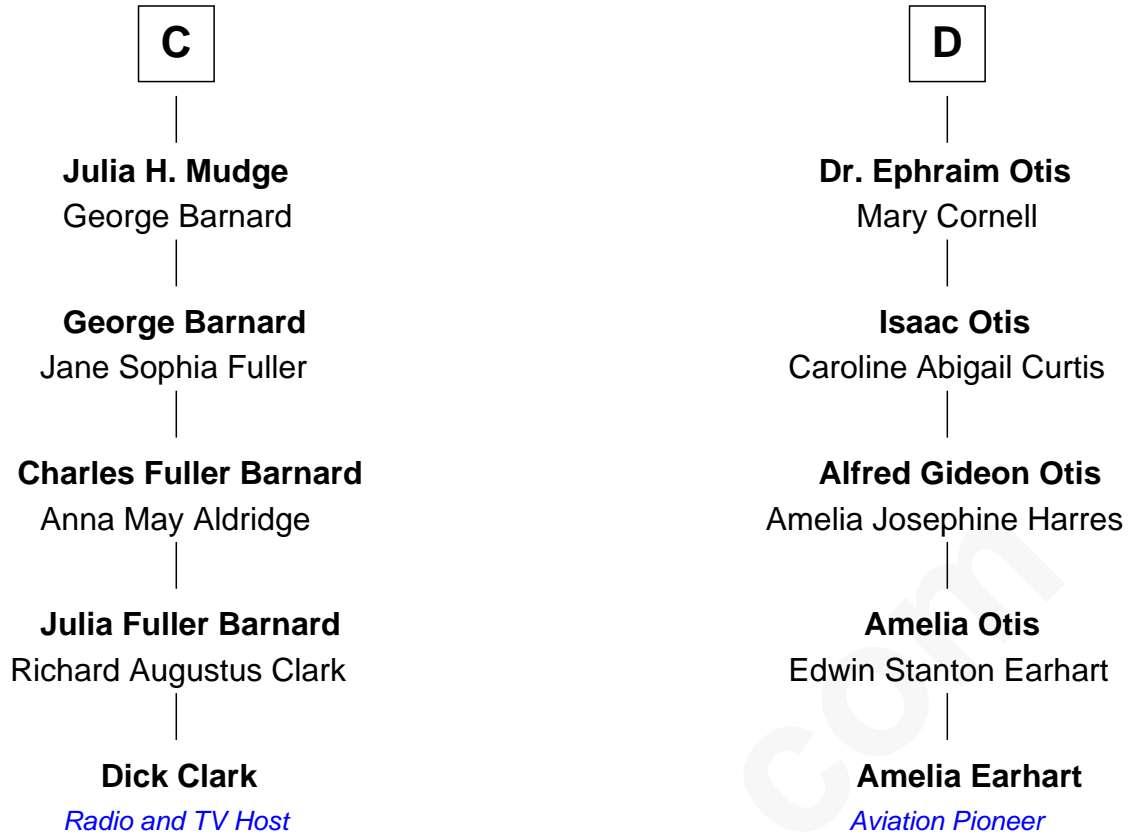 C
Julia H. Mudge
George Barnard
George Barnard
Jane Sophia Fuller
Charles Fuller Barnard
Anna May Aldridge
Julia Fuller Barnard
Richard Augustus Clark
Dick Clark
Radio and TV Host
D
Dr. Ephraim Otis
Mary Cornell
Isaac Otis
Caroline Abigail Curtis
Alfred Gideon Otis
Amelia Josephine Harres
Amelia Otis
Edwin Stanton Earhart
Amelia Earhart
Aviation Pioneer
com